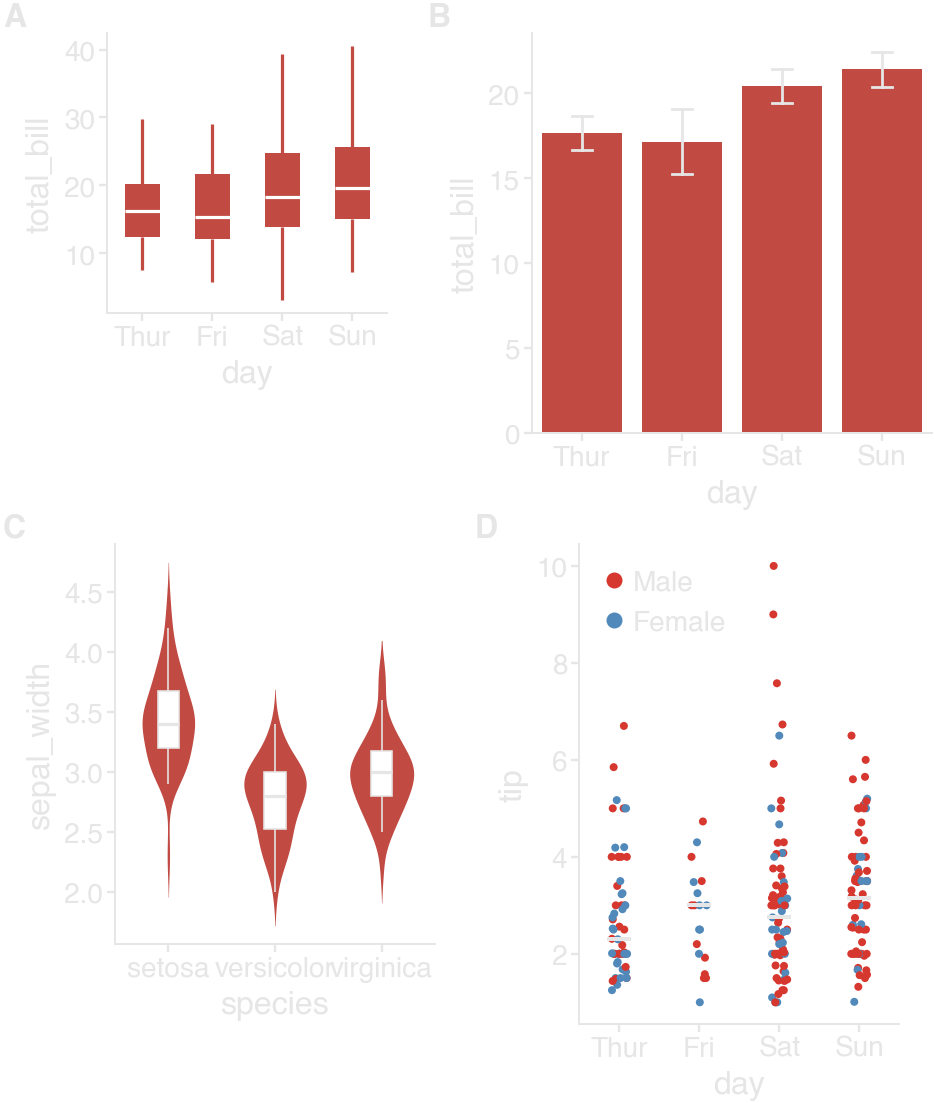 A
total_bill
40
30
20
10
Thur Fri Sat Sun
day
B
total_bill
20
15
10
5
0
Thur Fri Sat Sun
day
C
sepal_width
4.5
4.0
3.5
3.0
2.5
2.0
setosa versicolor virginica
species
D
tip
10
8
6
4
2
Male
Female
Thur Fri Sat Sun
day